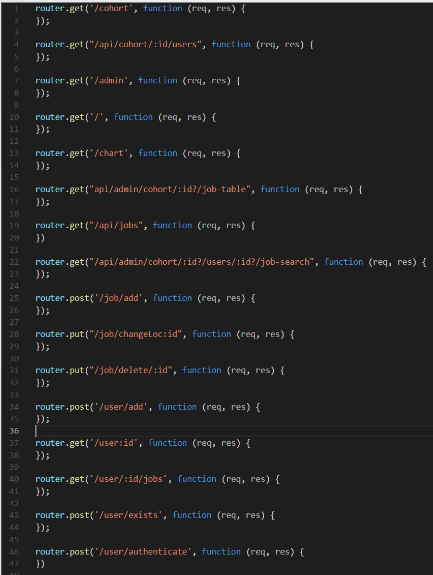 1 router.get('/cohort', function (req, res) {
2 });
3
4 router.get("/api/cohort/:id/users", function (req, res) {
5 });
6
7 router.get('/admin', function (req, res) {
8 });
9
10 router.get('/', function (req, res) {
11 });
12
13 router.get('/chart', function (req, res) {
14 });
15
16 router.get("api/admin/cohort/:id?/job-table", function (req, res) {
17 });
18
19 router.get("/api/jobs", function (req, res) {
20 })
21
22 router.get("/api/admin/cohort/:id?/users/:id?/job-search", function (req, res) {
23 });
24
25 router.post('/job/add', function (req, res) {
26 });
27
28 router.put("/job/changeLoc:id", function (req, res) {
29 });
30
31 router.put("/job/delete/:id", function (req, res) {
32 });
33
34 router.post('/user/add', function (req, res) {
35 });
36
37 router.get('/user:id', function (req, res) {
38 });
39
40 router.get('/user/:id/jobs', function (req, res) {
41 });
42
43 router.post('/user/exists', function (req, res) {
44 });
45
46 router.post('/user/authenticate', function (req, res) {
47 })